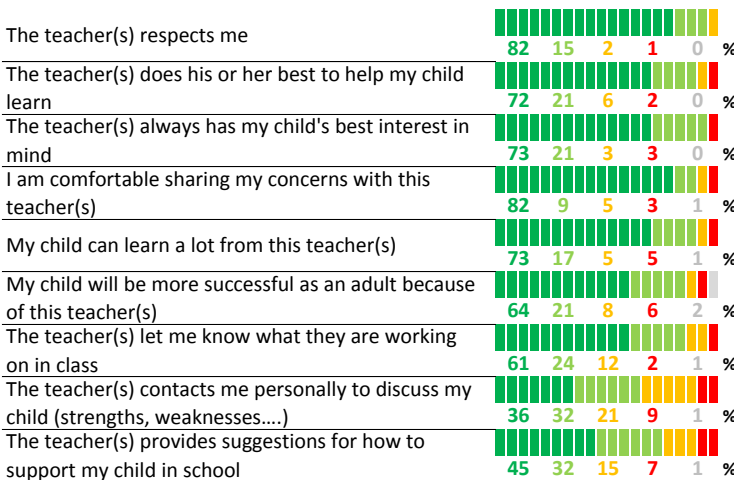 The teacher(s) respects me
82 15 2 1 0 %
The teacher(s) does his or her best to help my child
learn
72 21 6 2 0 %
The teacher(s) always has my child's best interest in
mind
73 21 3 3 0 %
I am comfortable sharing my concerns with this
teacher(s)
82 9 5 3 1 %
My child can learn a lot from this teacher(s)
73 17 5 5 1 %
My child will be more successful as an adult because
of this teacher(s)
64 21 8 6 2 %
The teacher(s) let me know what they are working
on in class
61 24 12 2 1 %
The teacher(s) contacts me personally to discuss my
child (strengths, weaknesses....)
36 32 21 9 1 %
The teacher(s) provides suggestions for how to
support my child in school
45 32 15 7 1 %